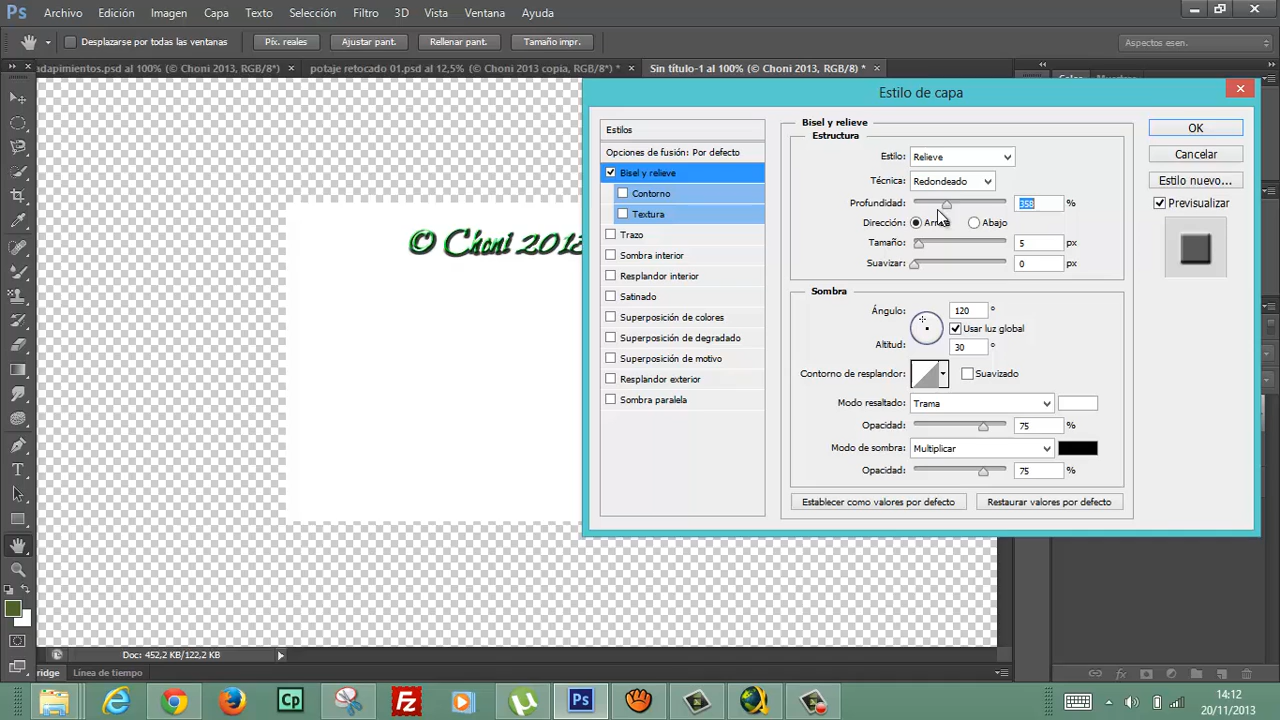 Ps Archivo Edición Imagen Capa Texto Selección Filtro 3D Vista Ventana Ayuda
Desplazarse por todas las ventanas Píx. reales Ajustar pant. Rellenar pant. Tamaño impr. Aspectos esen.
adapimientos.psd al 100% (© Choni 2013, RGB/8*) × potaje retocado 01.psd al 12,5% (© Choni 2013 copia, RGB/8*) * × Sin título-1 al 100% (© Choni 2013, RGB/8) * ×
Estilo de capa
Estilos
Opciones de fusión: Por defecto
Bisel y relieve
Contorno
Textura
Trazo
Sombra interior
Resplandor interior
Satinado
Superposición de colores
Superposición de degradado
Superposición de motivo
Resplandor exterior
Sombra paralela
Bisel y relieve
Estructura
Estilo: Relieve
Técnica: Redondeado
Profundidad: 358 %
Dirección: Arriba Abajo
Tamaño: 5 px
Suavizar: 0 px
Sombra
Ángulo: 120 °
Usar luz global
Altitud: 30 °
Contorno de resplandor: Suavizado
Modo resaltado: Trama
Opacidad: 75 %
Modo de sombra: Multiplicar
Opacidad: 75 %
Establecer como valores por defecto Restaurar valores por defecto
OK
Cancelar
Estilo nuevo...
Previsualizar
© Choni 2013
Doc: 452,2 KB/122,2 KB
ridge Línea de tiempo
Cp Fz Ps
14:12
20/11/2013